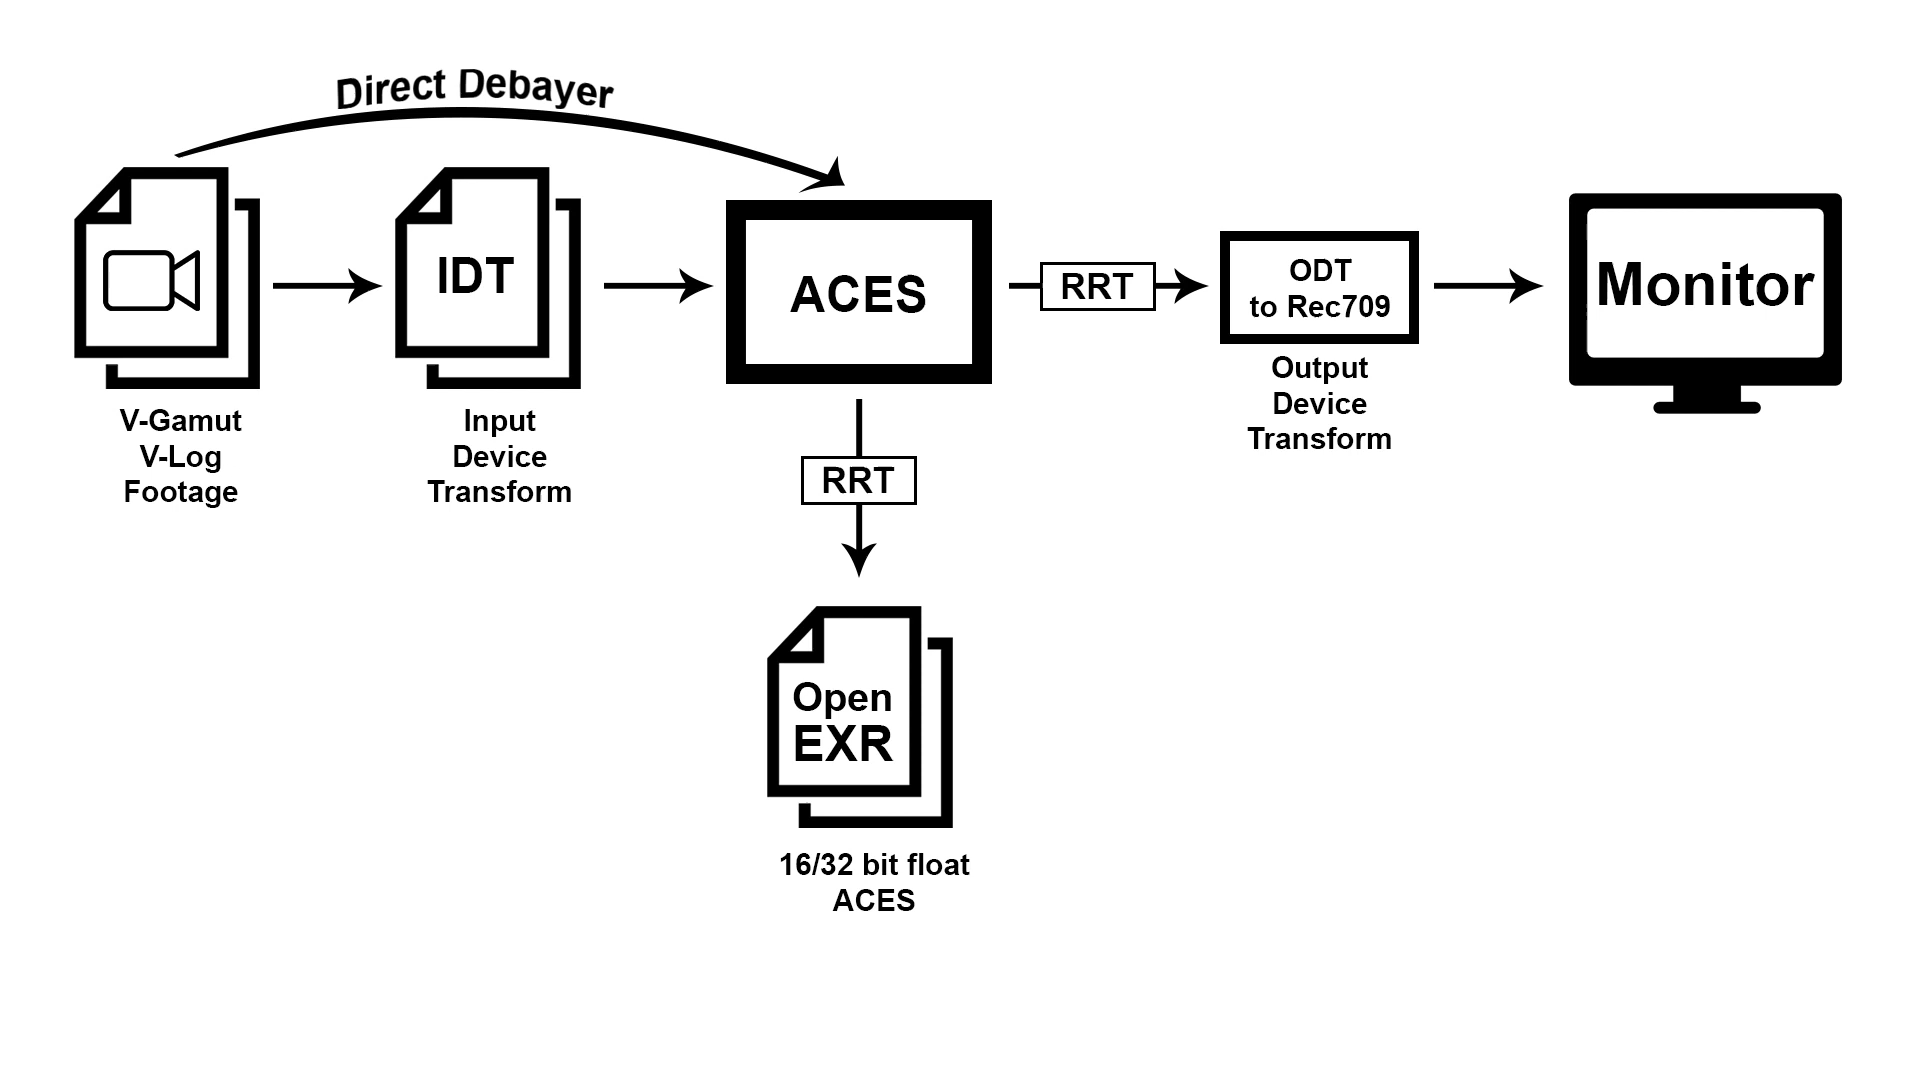 Direct Debayer
V-Gamut
V-Log
Footage
IDT
Input
Device
Transform
ACES
RRT
ODT
to Rec709
Output
Device
Transform
Monitor
RRT
Open
EXR
16/32 bit float
ACES